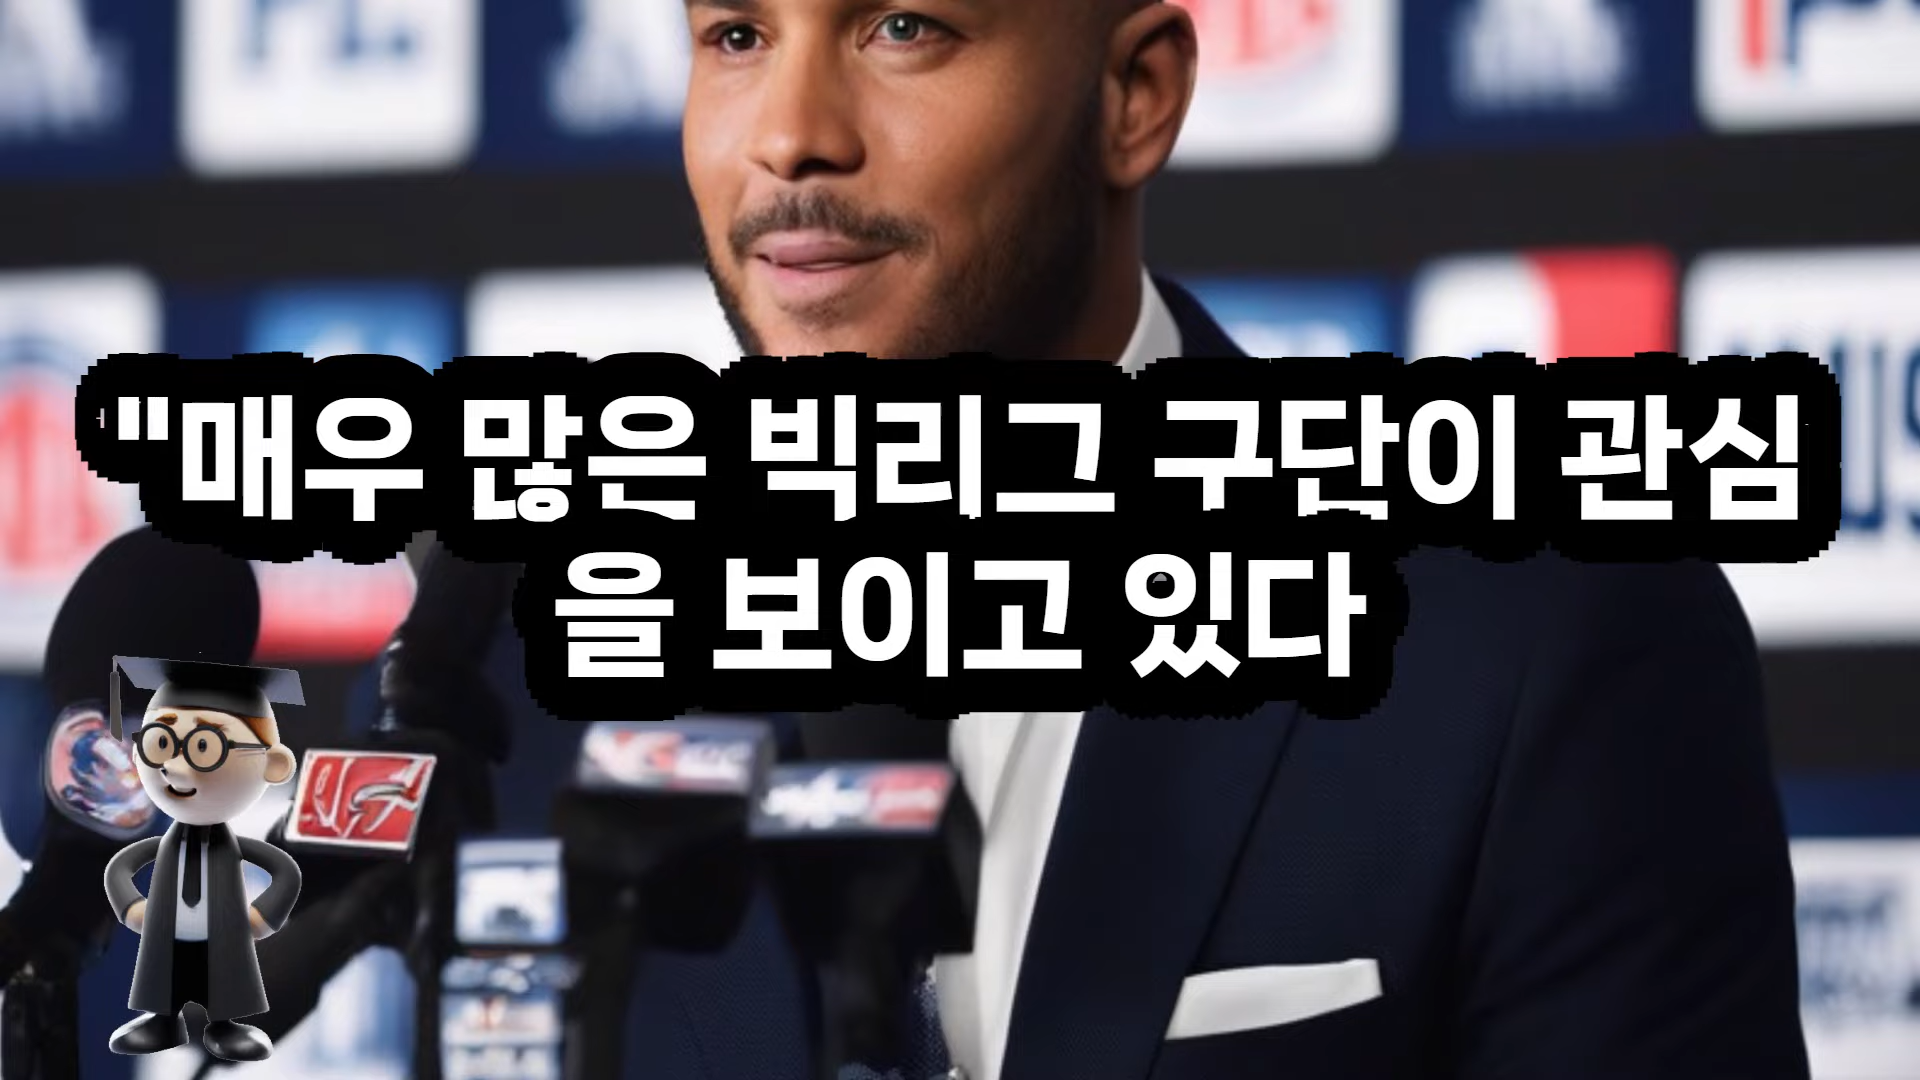 "매우 많은 빅리그 구단이 관심
을 보이고 있다